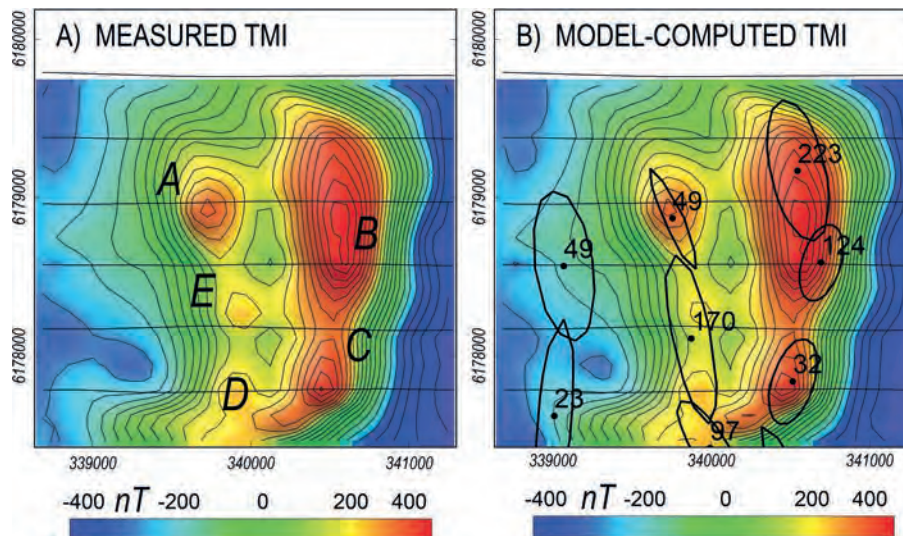 A) MEASURED TMI
B) MODEL-COMPUTED TMI
6180000
6179000
6178000
A
B
C
D
E
339000
340000
341000
-400 nT -200 0 200 400
6180000
6179000
6178000
223
49
49
124
170
32
23
97
339000
340000
341000
-400 nT -200 0 200 400